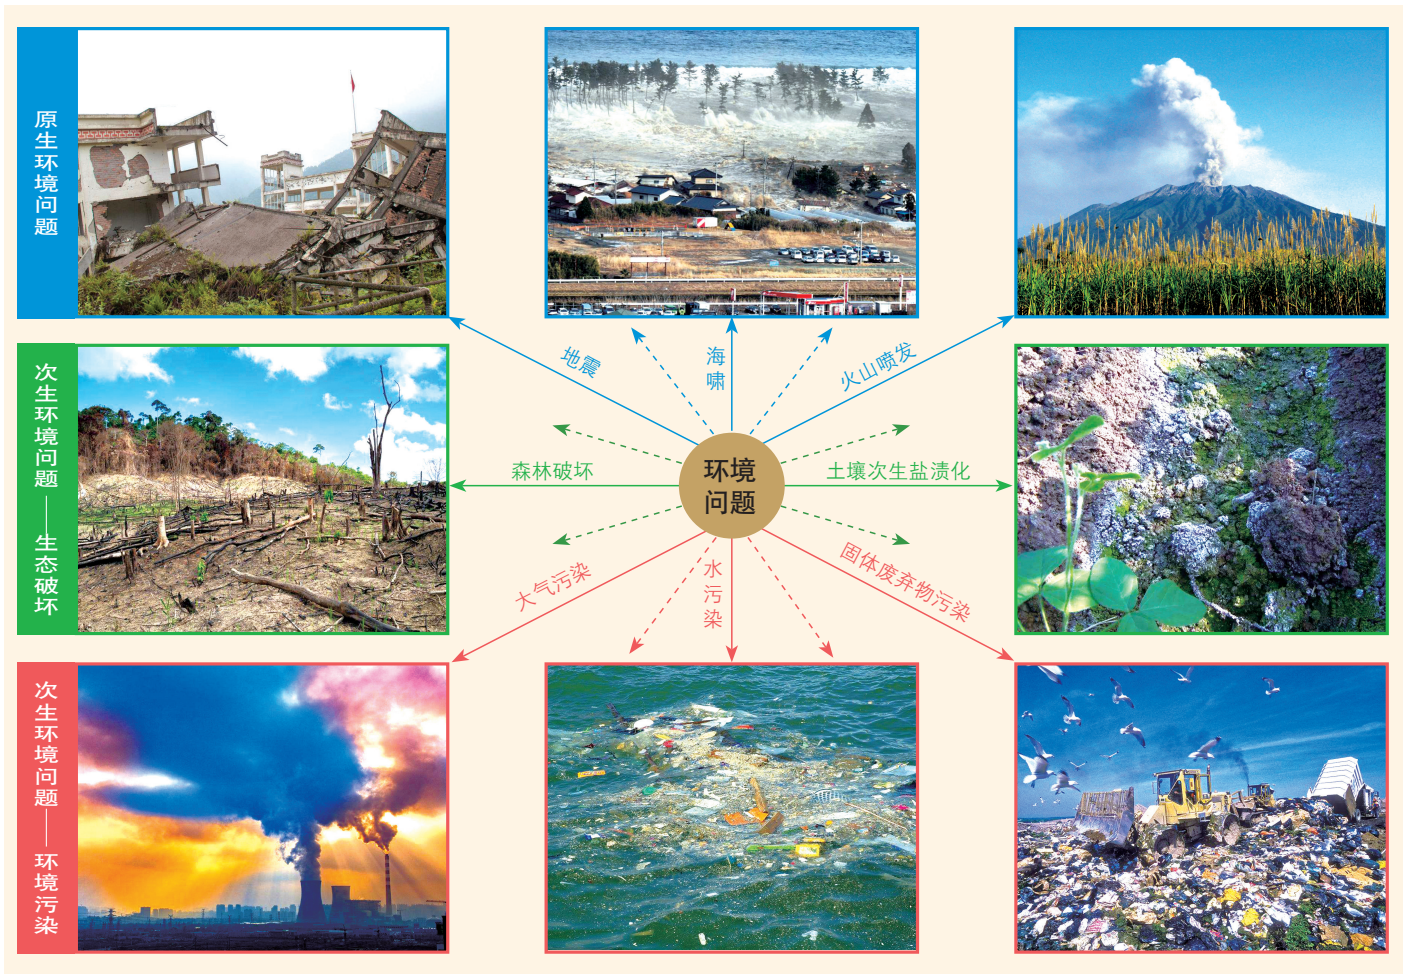 原生环境问题
地震
海啸
火山喷发
次生环境问题——生态破坏
森林破坏
环境
问题
土壤次生盐渍化
大气污染
水污染
固体废弃物污染
次生环境问题——环境污染